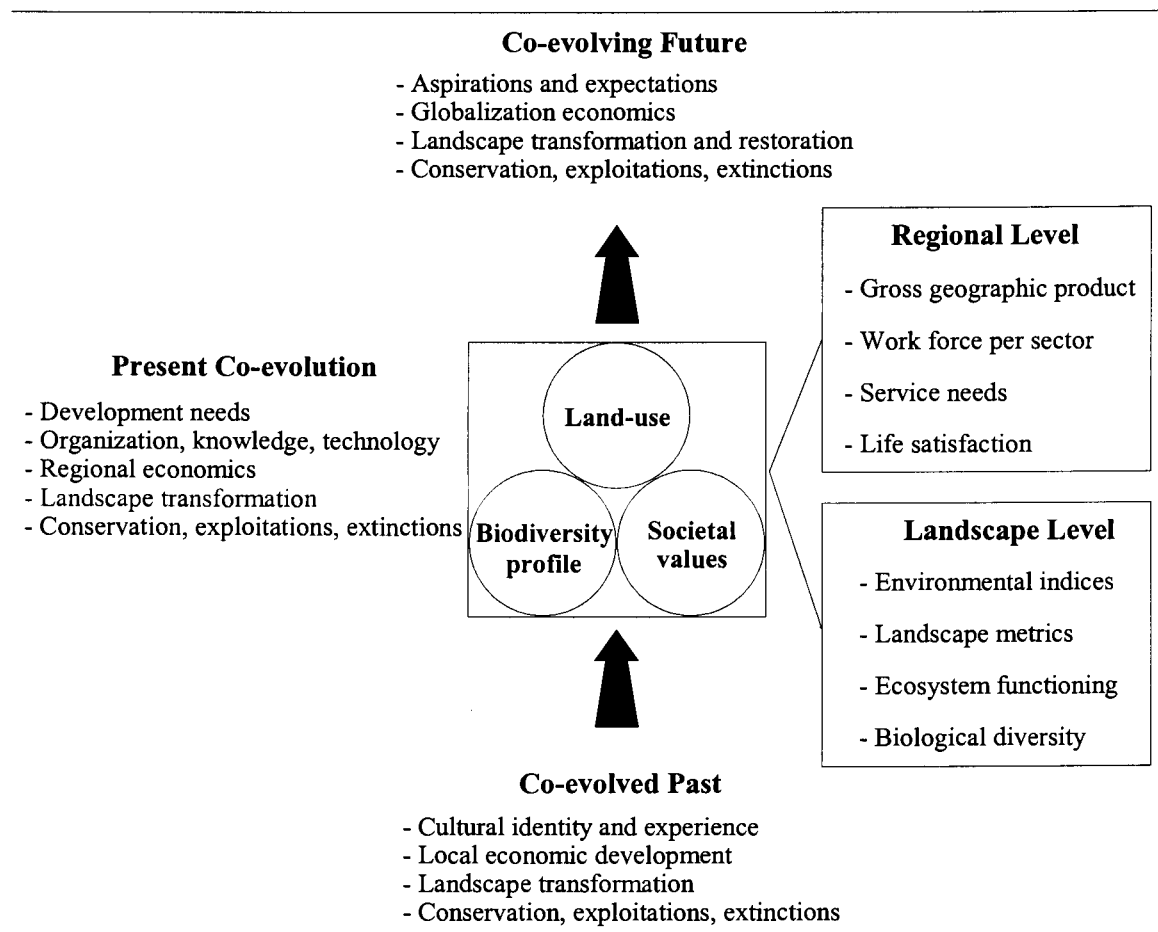 Co-evolving Future
- Aspirations and expectations
- Globalization economics
- Landscape transformation and restoration
- Conservation, exploitations, extinctions
Regional Level
- Gross geographic product
- Work force per sector
- Service needs
- Life satisfaction
Present Co-evolution
- Development needs
- Organization, knowledge, technology
- Regional economics
- Landscape transformation
- Conservation, exploitations, extinctions
Land-use
Biodiversity
profile
Societal
values
Landscape Level
- Environmental indices
- Landscape metrics
- Ecosystem functioning
- Biological diversity
Co-evolved Past
- Cultural identity and experience
- Local economic development
- Landscape transformation
- Conservation, exploitations, extinctions